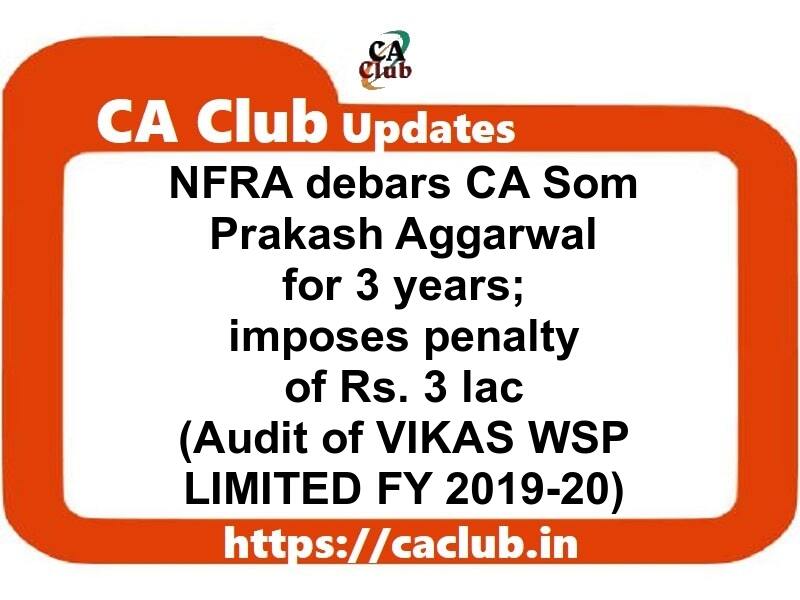 CA
Club
CA Club Updates
NFRA debars CA Som
Prakash Aggarwal
for 3 years;
imposes penalty
of Rs. 3 lac
(Audit of VIKAS WSP
LIMITED FY 2019-20)
https://caclub.in